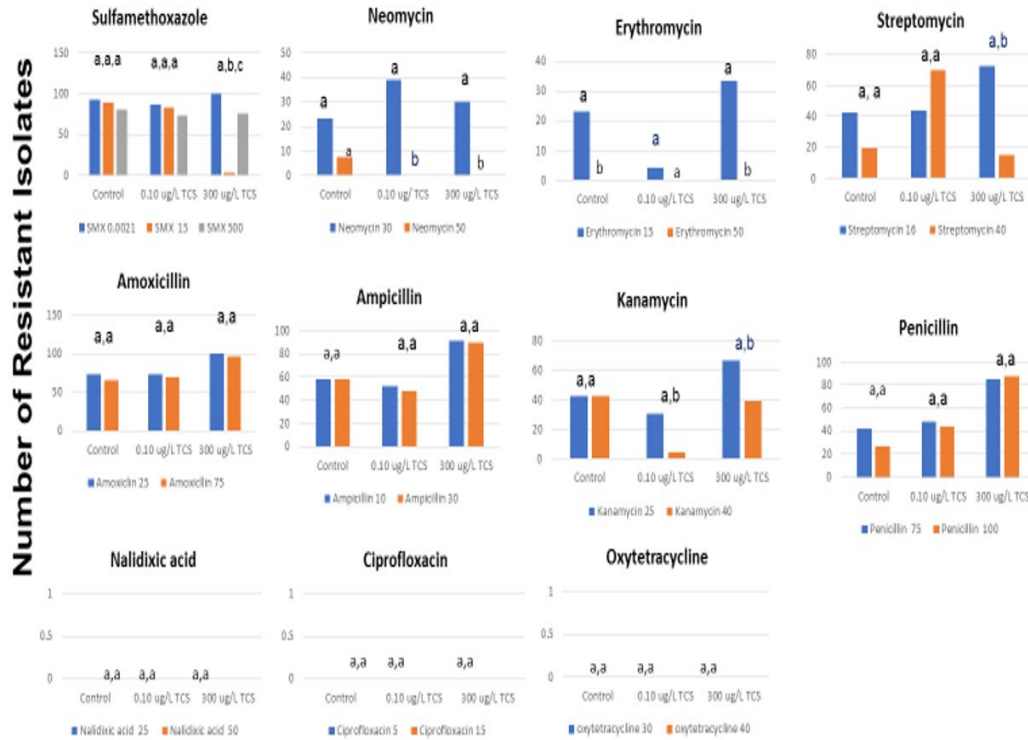 Number of Resistant Isolates
Sulfamethoxazole
150
100
50
0
a,a,a
a,a,a
a,b,c
Control
0.10 ug/L TCS
300 ug/L TCS
SMX 0.0021
SMX 15
SMX 500
Neomycin
50
40
30
20
10
0
a
a
a
a
b
b
Control
0.10 ug/ TCS
300 ug/L TCS
Neomycin 30
Neomycin 50
Erythromycin
40
30
20
10
0
a
b
a
a
a
b
Control
0.10 ug/L TCS
300 ug/L TCS
Erythromycin 15
Erythromycin 50
Streptomycin
80
60
40
20
0
a, a
a,a
a,b
Control
0.10 ug/L TCS
300 ug/L TCS
Streptomycin 16
Streptomycin 40
Amoxicillin
150
100
50
0
a,a
a,a
a,a
Control
0.10 ug/L TCS
300 ug/L TCS
Amoxiclin 25
Amoxicillin 75
Ampicillin
100
80
60
40
20
0
a,a
a,a
a,a
Control
0.10 ug/L TCS
300 ug/L TCS
Ampicillin 10
Ampicillin 30
Kanamycin
80
60
40
20
0
a,a
a,b
a,b
Control
0.10 ug/L TCS
300 ug/L TCS
Kanamycin 25
Kanamycin 40
Penicillin
100
80
60
40
20
0
a,a
a,a
a,a
Control
0.10 ug/L TCS
300 ug/L TCS
Penicillin 75
Penicillin 100
Nalidixic acid
1
0.5
0
a,a
a,a
a,a
Control
0.10 ug/L TCS
300 ug/L TCS
Nalidixic acid 25
Nalidixic acid 50
Ciprofloxacin
1
0.5
0
a,a
a,a
a,a
Control
0.10 ug/L TCS
300 ug/L TCS
Ciprofloxacin 5
Ciprofloxacin 15
Oxytetracycline
1
0.5
0
a,a
a,a
a,a
Control
0.10 ug/L TCS
300 ug/L TCS
oxytetracycline 30
oxytetracycline 40